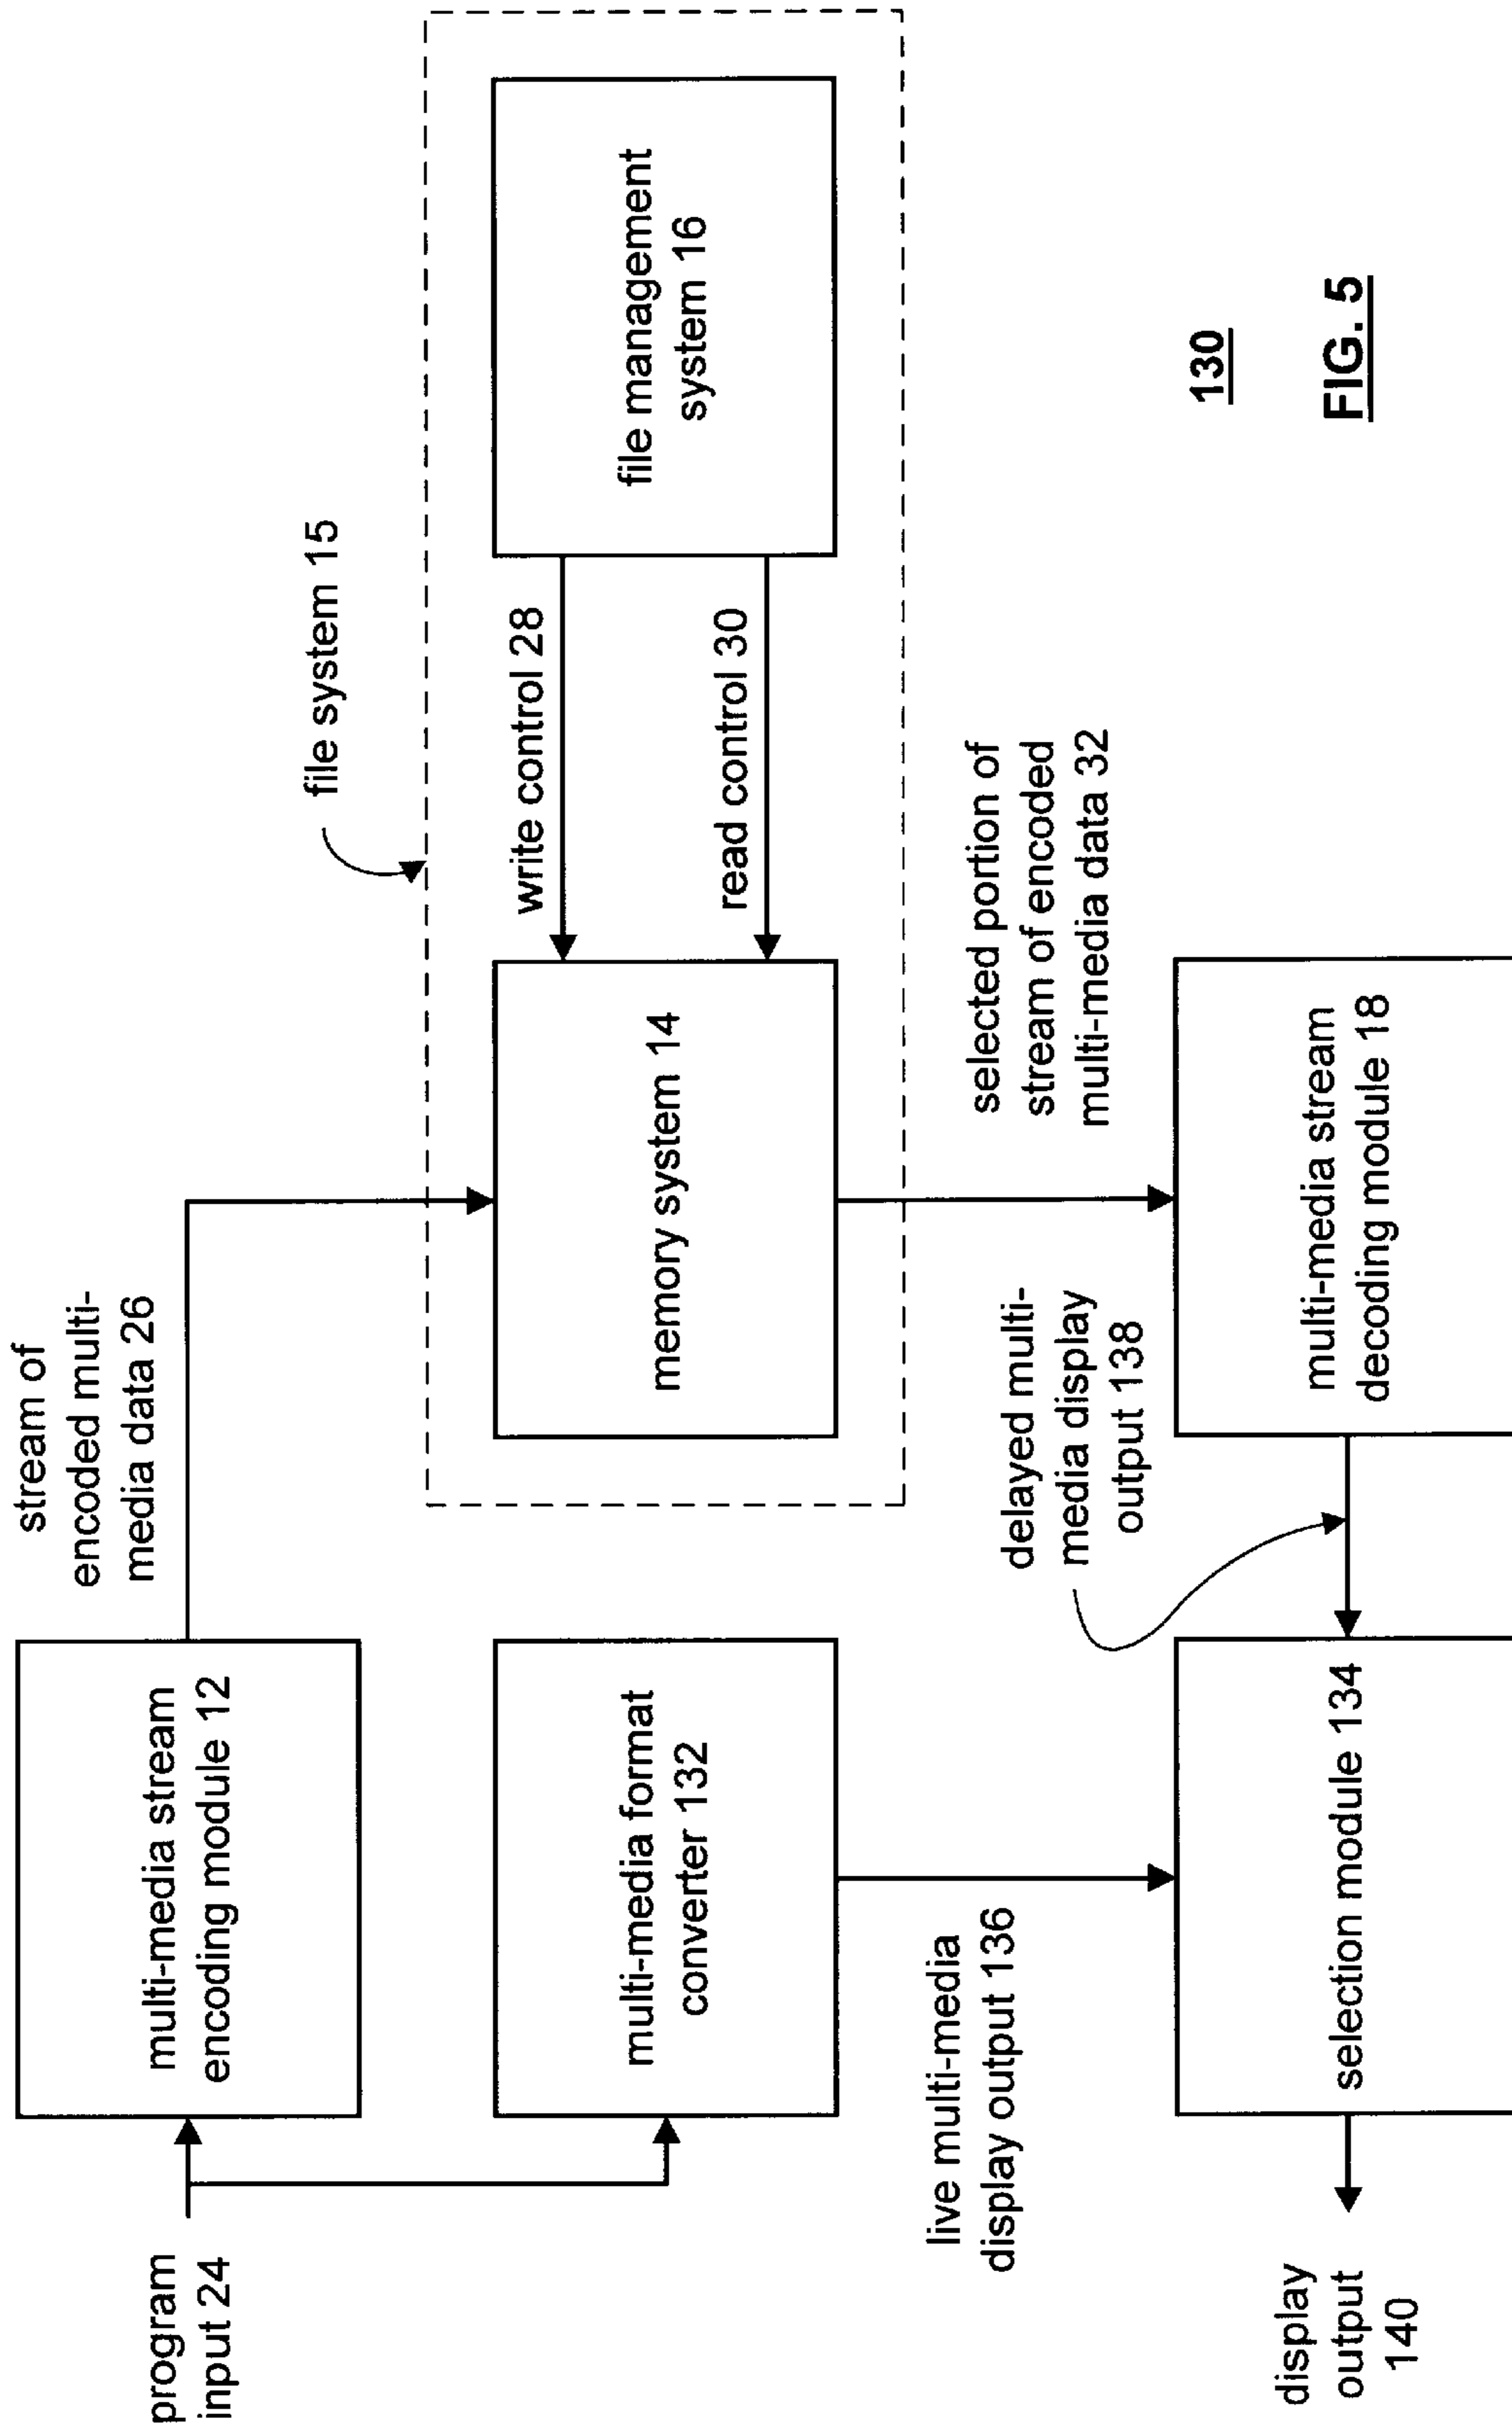 program
input 24
multi-media stream
encoding module 12
stream of
encoded multi-
media data 26
file system 15
multi-media format
converter 132
memory system 14
write control 28
read control 30
file management
system 16
live multi-media
display output 136
delayed multi-
media display
output 138
selected portion of
stream of encoded
multi-media data 32
display
output
140
selection module 134
multi-media stream
decoding module 18
130
FIG. 5